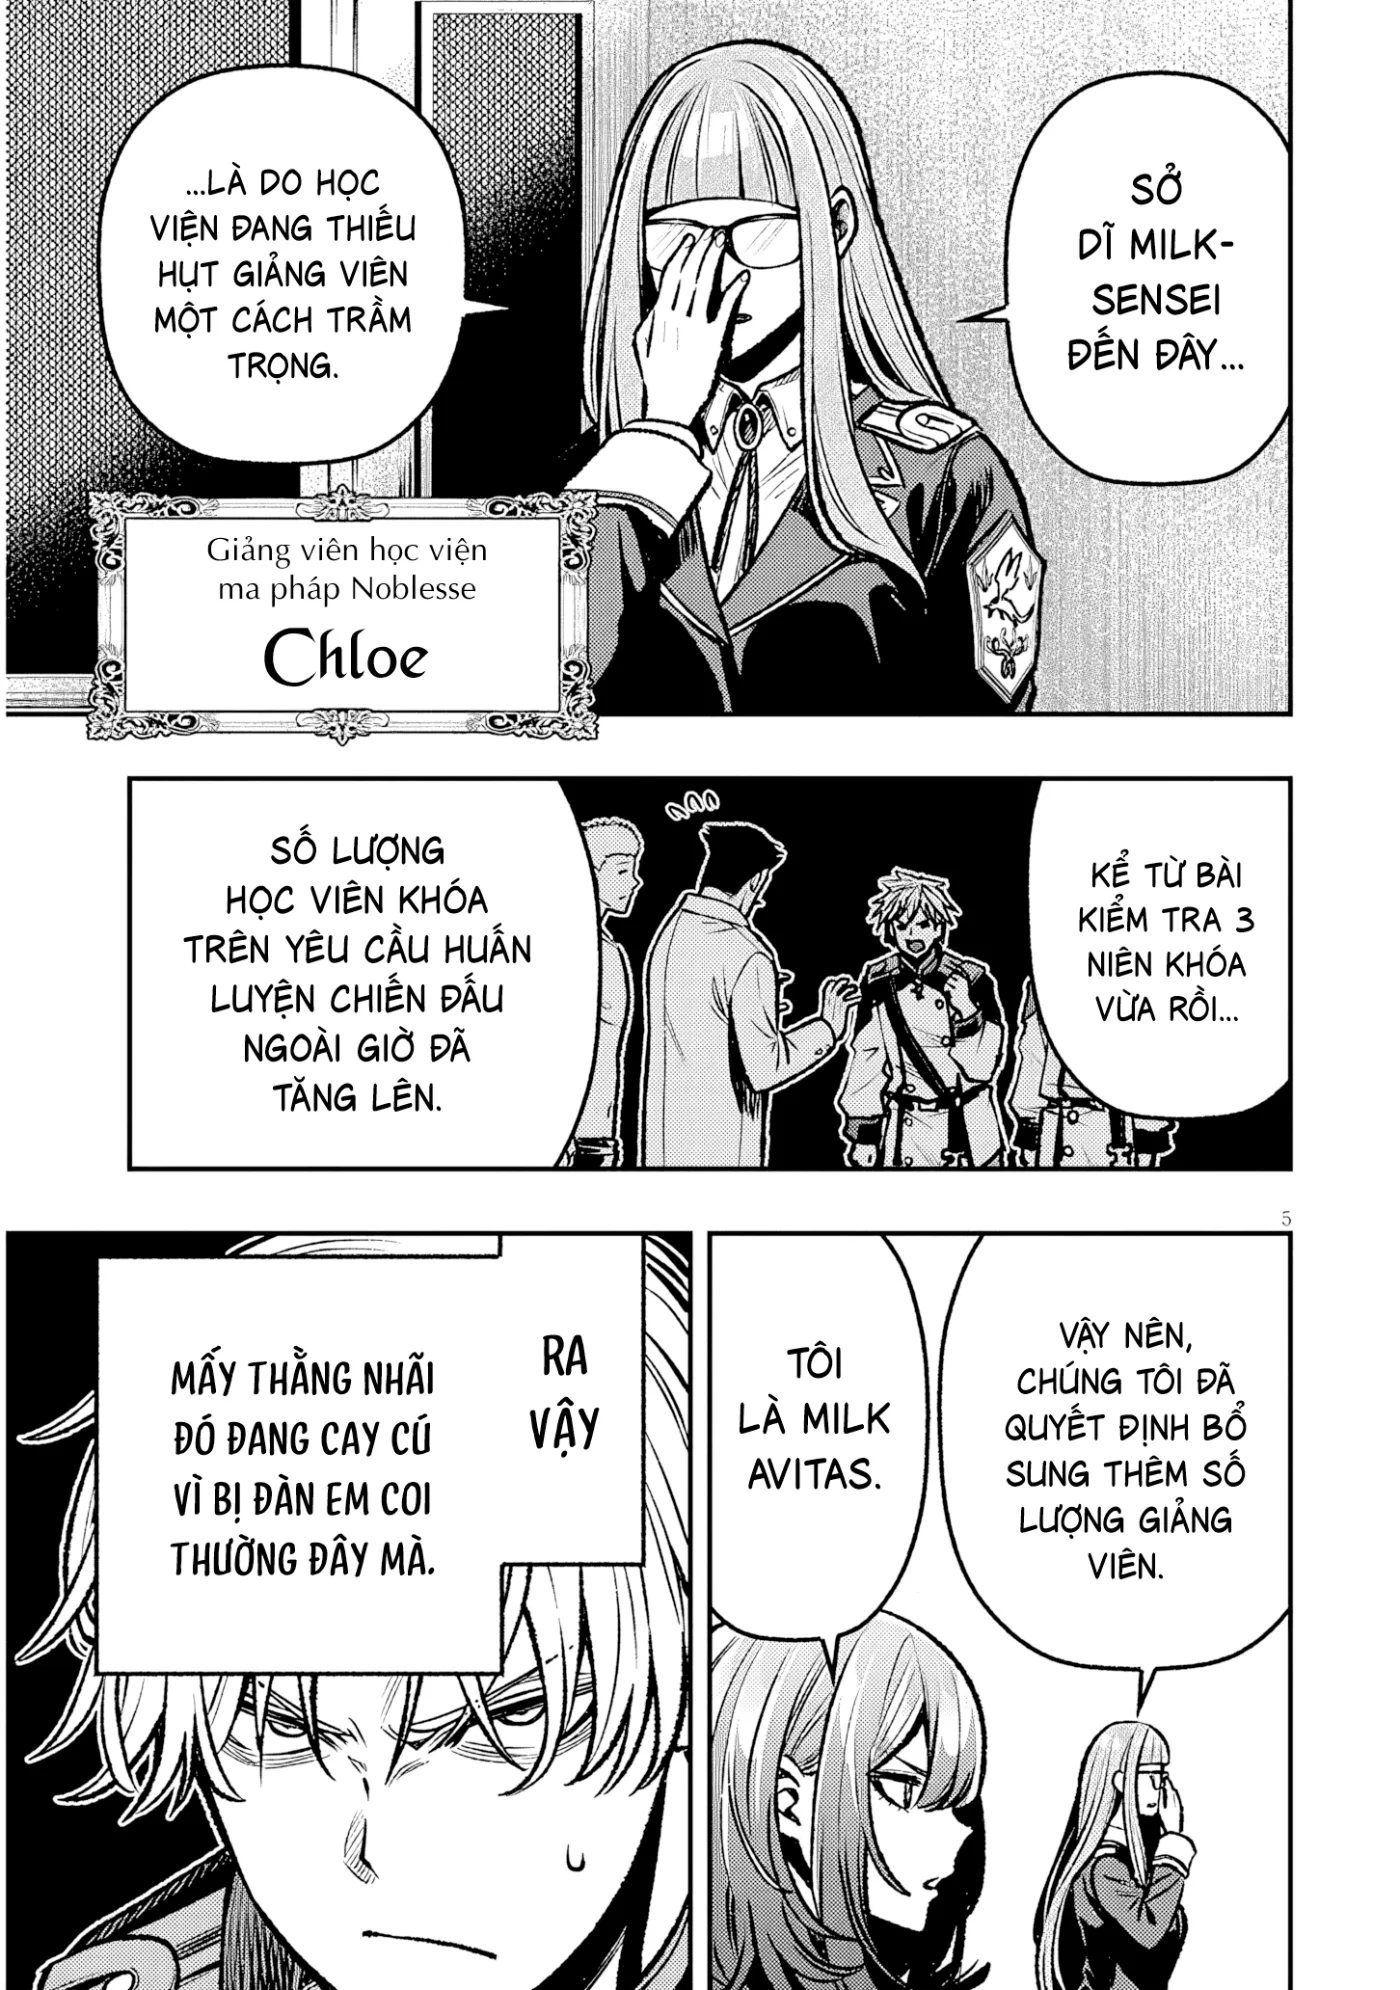 SỞ
DĨ MILK-
SENSEI
ĐẾN ĐÂY...
...LÀ DO HỌC
VIỆN ĐANG THIẾU
HỤT GIẢNG VIÊN
MỘT CÁCH TRẦM
TRỌNG.
Giảng viên học viện
ma pháp Noblesse
Chloe
KỂ TỪ BÀI
KIỂM TRA 3
NIÊN KHÓA
VỪA RỒI...
SỐ LƯỢNG
HỌC VIÊN KHÓA
TRÊN YÊU CẦU HUẤN
LUYỆN CHIẾN ĐẤU
NGOÀI GIỜ ĐÃ
TĂNG LÊN.
5
VẬY NÊN,
CHÚNG TÔI ĐÃ
QUYẾT ĐỊNH BỔ
SUNG THÊM SỐ
LƯỢNG GIẢNG
VIÊN.
TÔI
LÀ MILK
AVITAS.
RA
VẬY
MẤY THẰNG NHÃI
ĐÓ ĐANG CAY CÚ
VÌ BỊ ĐÀN EM COI
THƯỜNG ĐÂY MÀ.